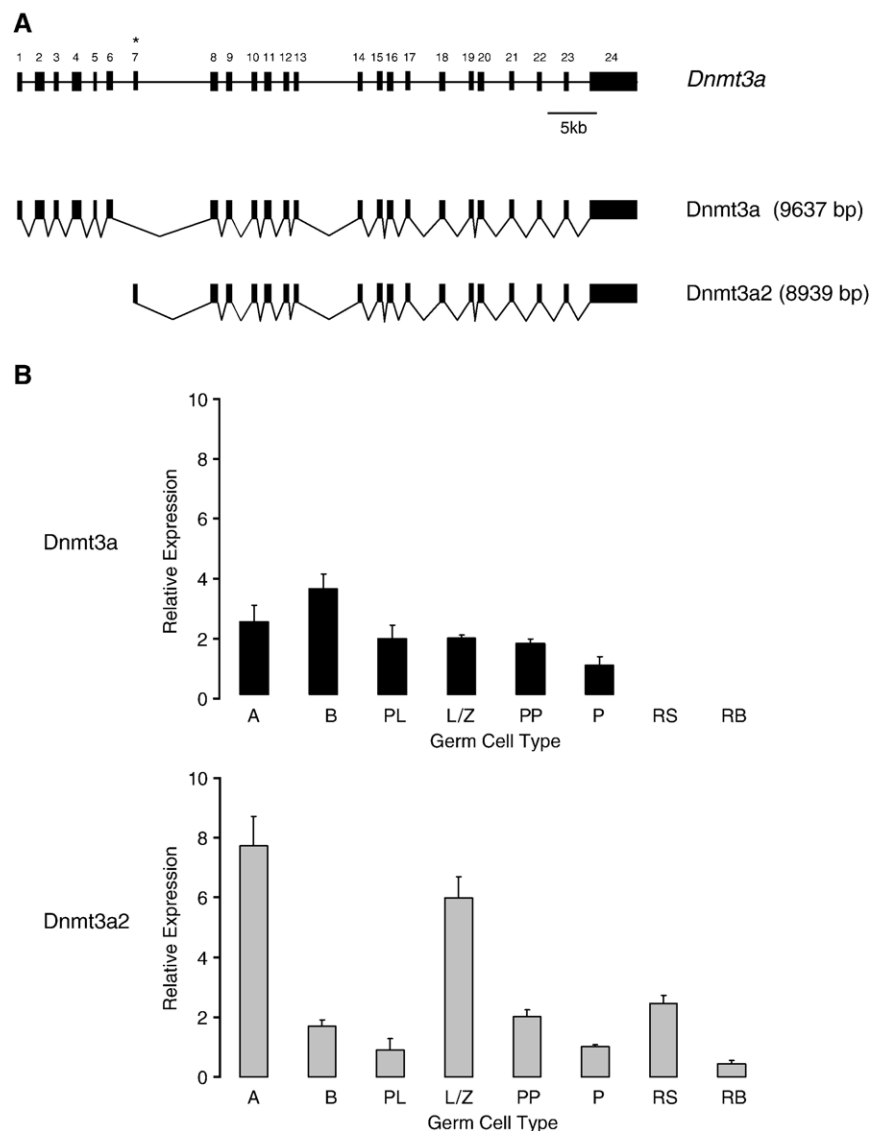 A
*
1 2 3 4 5 6 7 8 9 10 11 12 13 14 15 16 17 18 19 20 21 22 23 24
Dnmt3a
5kb
Dnmt3a (9637 bp)
Dnmt3a2 (8939 bp)
B
Dnmt3a
Relative Expression
10
8
6
4
2
0
A B PL L/Z PP P RS RB
Germ Cell Type
Dnmt3a2
Relative Expression
10
8
6
4
2
0
A B PL L/Z PP P RS RB
Germ Cell Type